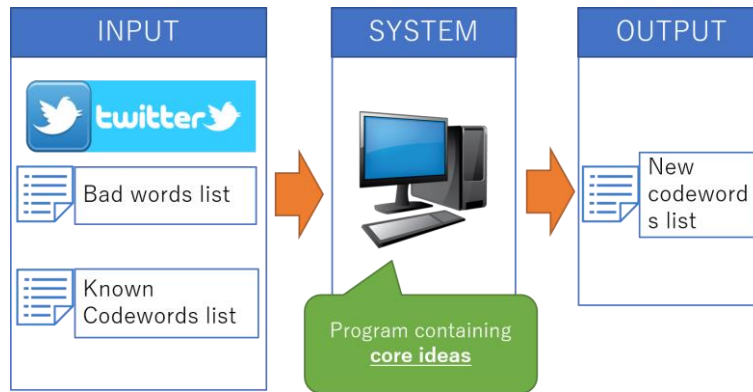 INPUT
twitter
Bad words list
Known
Codewords list
SYSTEM
Program containing
core ideas
OUTPUT
New
codeword
s list